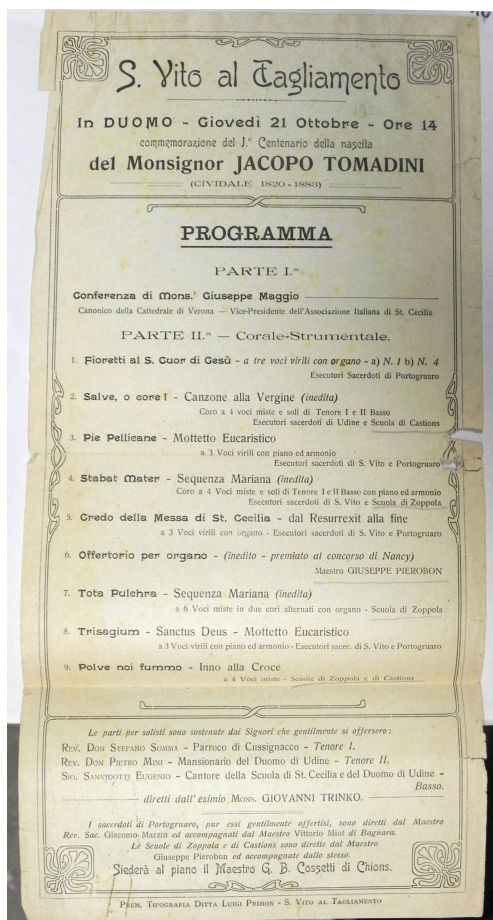 S. Vito al Tagliamento
In DUOMO - Giovedì 21 Ottobre - Ore 14
commemorazione del I.° Centenario della nascita
del Monsignor JACOPO TOMADINI
(CIVIDALE 1820-1883)
PROGRAMMA
PARTE I.ª
Conferenza di Mons.r Giuseppe Maggio
Canonico della Cattedrale di Verona — Vice-Presidente dell'Associazione Italiana di St. Cecilia
PARTE II.ª — Corale-Strumentale.
1. Fioretti al S. Cuor di Gesù - a tre voci virili con organo - a) N. 1 b) N. 4
Esecutori Sacerdoti di Portogruaro
2. Salve, o core! - Canzone alla Vergine (inedita)
Coro a 4 voci miste e soli di Tenore I e II Basso
Esecutori sacerdoti di Udine e Scuola di Castions
3. Pie Pellicane - Mottetto Eucaristico
a 3 Voci virili con piano ed armonio
Esecutori sacerdoti di S. Vito e Portogruaro
4. Stabat Mater - Sequenza Mariana (inedita)
Coro a 4 Voci miste e soli di Tenore I e II Basso con piano ed armonio
Esecutori sacerdoti di S. Vito e Scuola di Zoppola
5. Credo della Messa di St. Cecilia - dal Resurrexit alla fine
a 3 Voci virili con organo - Esecutori sacerdoti di S. Vito e Portogruaro
6. Offertorio per organo - (inedito - premiato al concorso di Nancy)
Maestro GIUSEPPE PIEROBON
7. Tota Pulchra - Sequenza Mariana (inedita)
a 6 Voci miste in due cori alternati con organo - Scuola di Zoppola
8. Trisagium - Sanctus Deus - Mottetto Eucaristico
a 3 Voci virili con piano ed armonio - Esecutori sacer. di S. Vito e Portogruaro
9. Polve noi fummo - Inno alla Croce
a 4 Voci miste - Scuole di Zoppola e di Castions
Le parti per solisti sono sostenute dai Signori che gentilmente si offersero:
REV. DON STEFANO SOMMA - Parroco di Cussignacco - Tenore I.
REV. DON PIETRO MINI - Mansionario del Duomo di Udine - Tenore II.
SIG. SANVIDOTTI EUGENIO - Cantore della Scuola di St. Cecilia e del Duomo di Udine -
Basso.
diretti dall'esimio MONS. GIOVANNI TRINKO.
I sacerdoti di Portogruaro, pur essi gentilmente offertisi, sono diretti dal Maestro
Rev. Sac. Giacomo Marzin ed accompagnati dal Maestro Vittorio Miol di Bagnara.
Le Scuole di Zoppola e di Castions sono dirette dal Maestro
Giuseppe Pierobon ed accompagnate dallo stesso.
Siederà al piano il Maestro G. B. Cossetti di Chions.
PREM. TIPOGRAFIA DITTA LUIGI PRIMON - S. VITO AL TAGLIAMENTO